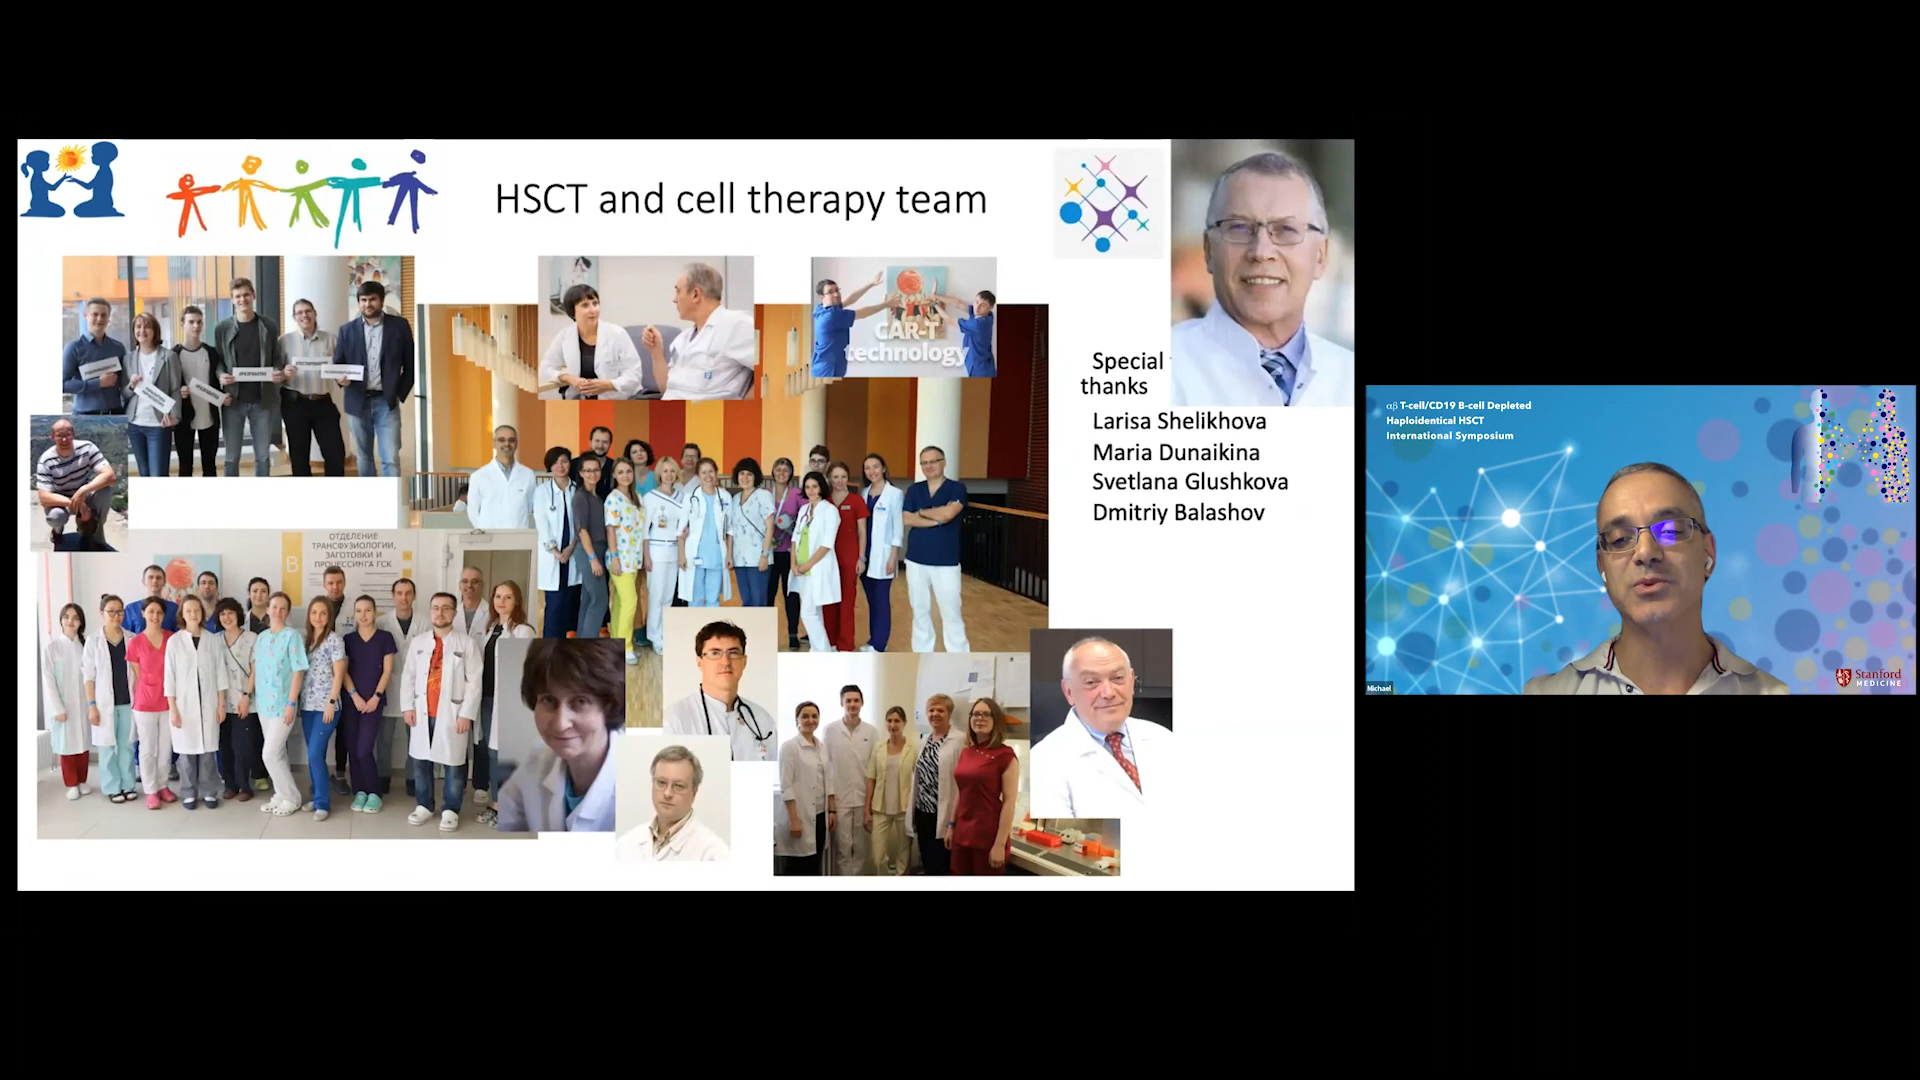 HSCT and cell therapy team
CAR-T
technology
Special
thanks
Larisa Shelikhova
Maria Dunaikina
Svetlana Glushkova
Dmitriy Balashov
ОТДЕЛЕНИЕ
ТРАНСФУЗИОЛОГИИ,
ЗАГОТОВКИ И
ПРОЦЕССИНГА ГСК
B
αβ T-cell/CD19 B-cell Depleted
Haploidentical HSCT
International Symposium
Michael
Stanford
MEDICINE